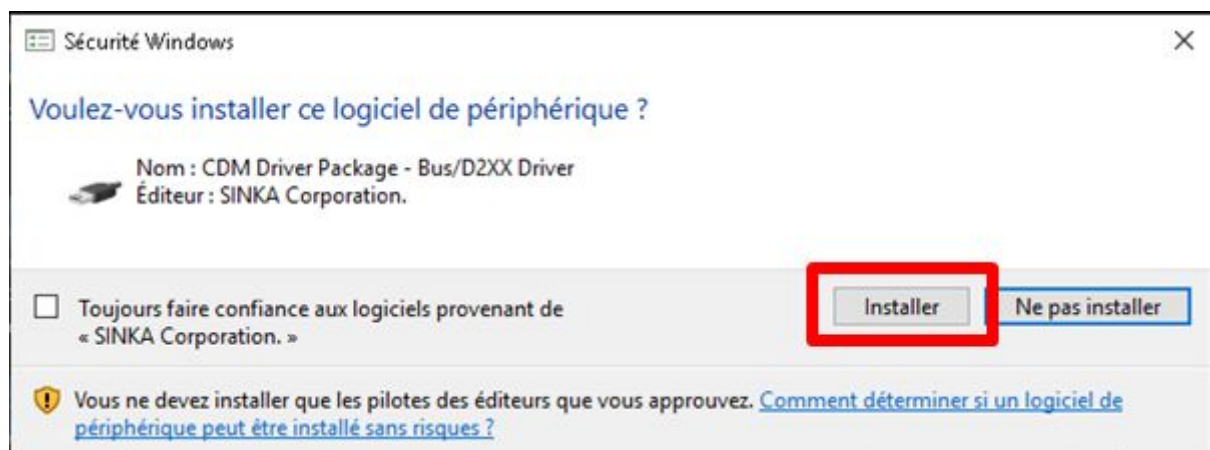 Sécurité Windows
Voulez-vous installer ce logiciel de périphérique ?
Nom : CDM Driver Package - Bus/D2XX Driver
Éditeur : SINKA Corporation.
Toujours faire confiance aux logiciels provenant de
« SINKA Corporation. »
Installer
Ne pas installer
Vous ne devez installer que les pilotes des éditeurs que vous approuvez. Comment déterminer si un logiciel de
périphérique peut être installé sans risques ?